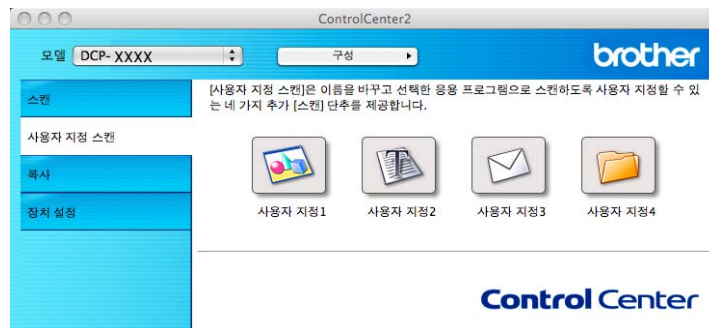 ControlCenter2
모델 DCP-XXXX 구성 brother
스캔
사용자 지정 스캔
복사
장치 설정
[사용자 지정 스캔]은 이름을 바꾸고 선택한 응용 프로그램으로 스캔하도록 사용자 지정할 수 있
는 네 가지 추가 [스캔] 단추를 제공합니다.
사용자 지정1 사용자 지정2 사용자 지정3 사용자 지정4
Control Center